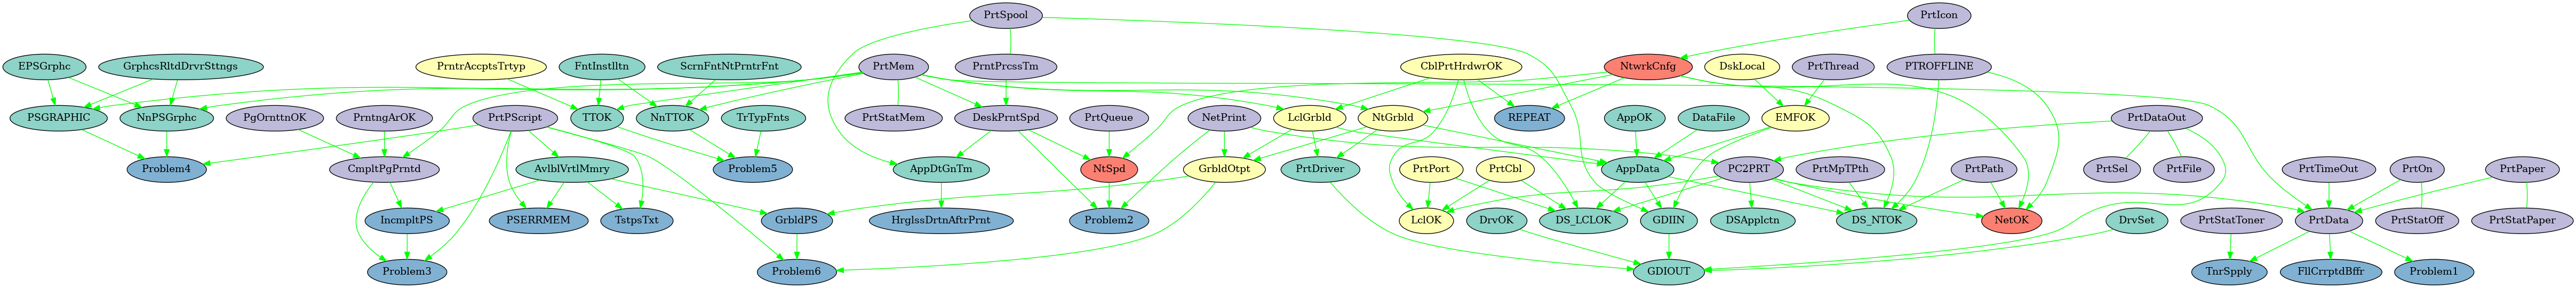 PrtSpool
PrtIcon
EPSGrphc
GrphcsRltdDrvrSttngs
PrntrAccptsTrtyp
FntInstlltn
ScrnFntNtPrntrFnt
PrtMem
PrntPrcssTm
CblPrtHrdwrOK
NtwrkCnfg
DskLocal
PrtThread
PTROFFLINE
PSGRAPHIC
NnPSGrphc
PgOrnttnOK
PrntngArOK
PrtPScript
TTOK
NnTTOK
TrTypFnts
PrtStatMem
DeskPrntSpd
PrtQueue
NetPrint
LclGrbld
NtGrbld
REPEAT
AppOK
DataFile
EMFOK
PrtDataOut
Problem4
CmpltPgPrntd
AvlblVrtlMmry
Problem5
AppDtGnTm
NtSpd
GrbldOtpt
PrtDriver
PrtPort
PrtCbl
AppData
PC2PRT
PrtMpTPth
PrtPath
PrtSel
PrtFile
PrtTimeOut
PrtOn
PrtPaper
IncmpltPS
PSERRMEM
TstpsTxt
GrbldPS
HrglssDrtnAftrPrnt
Problem2
LclOK
DrvOK
DS_LCLOK
GDIIN
DSApplctn
DS_NTOK
NetOK
DrvSet
PrtStatToner
PrtData
PrtStatOff
PrtStatPaper
Problem3
Problem6
GDIOUT
TnrSpply
FllCrrptdBffr
Problem1